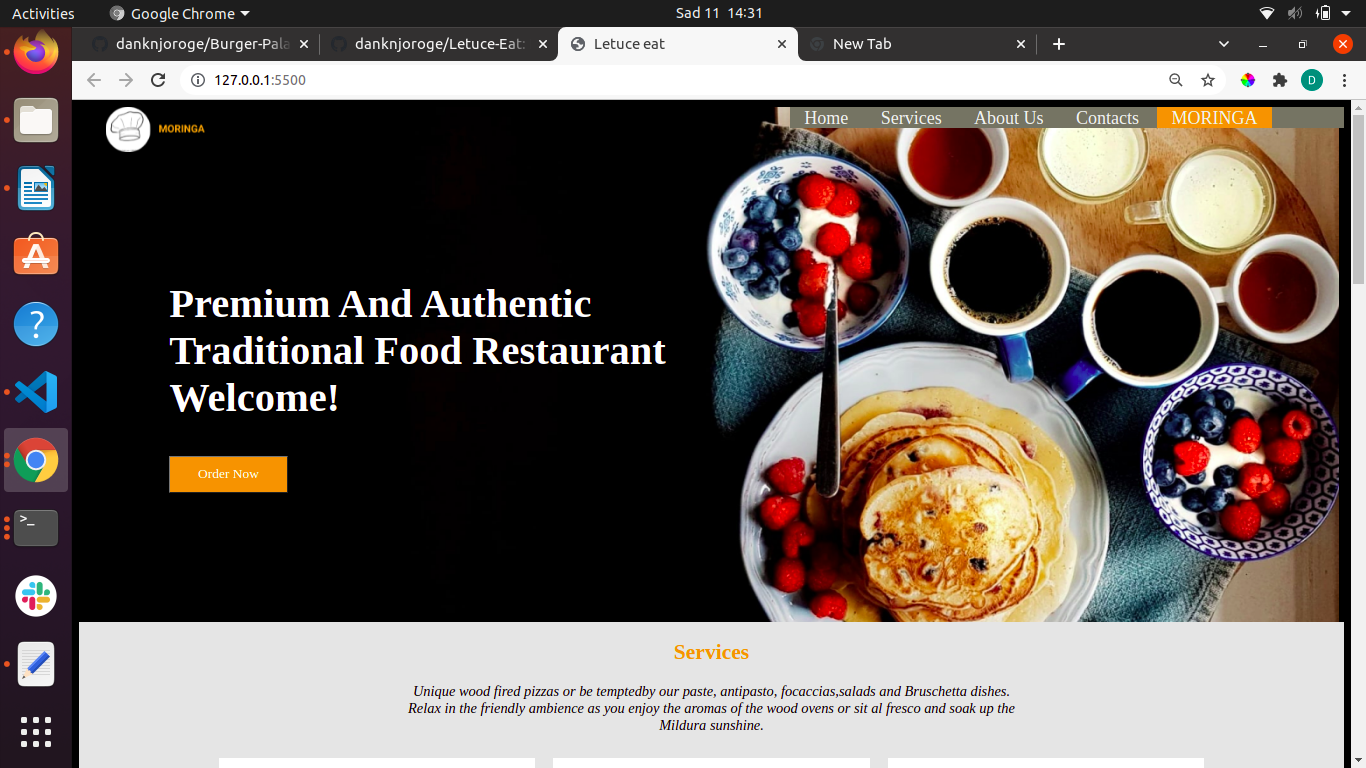 Activities
Google Chrome
Sad 11 14:31
danknjoroge/Burger-Pala
danknjoroge/Letuce-Eat:
Letuce eat
New Tab
127.0.0.1:5500
D
MORINGA
Home
Services
About Us
Contacts
MORINGA
Premium And Authentic
Traditional Food Restaurant
Welcome!
Order Now
Services
Unique wood fired pizzas or be temptedby our paste, antipasto, focaccias,salads and Bruschetta dishes.
Relax in the friendly ambience as you enjoy the aromas of the wood ovens or sit al fresco and soak up the
Mildura sunshine.